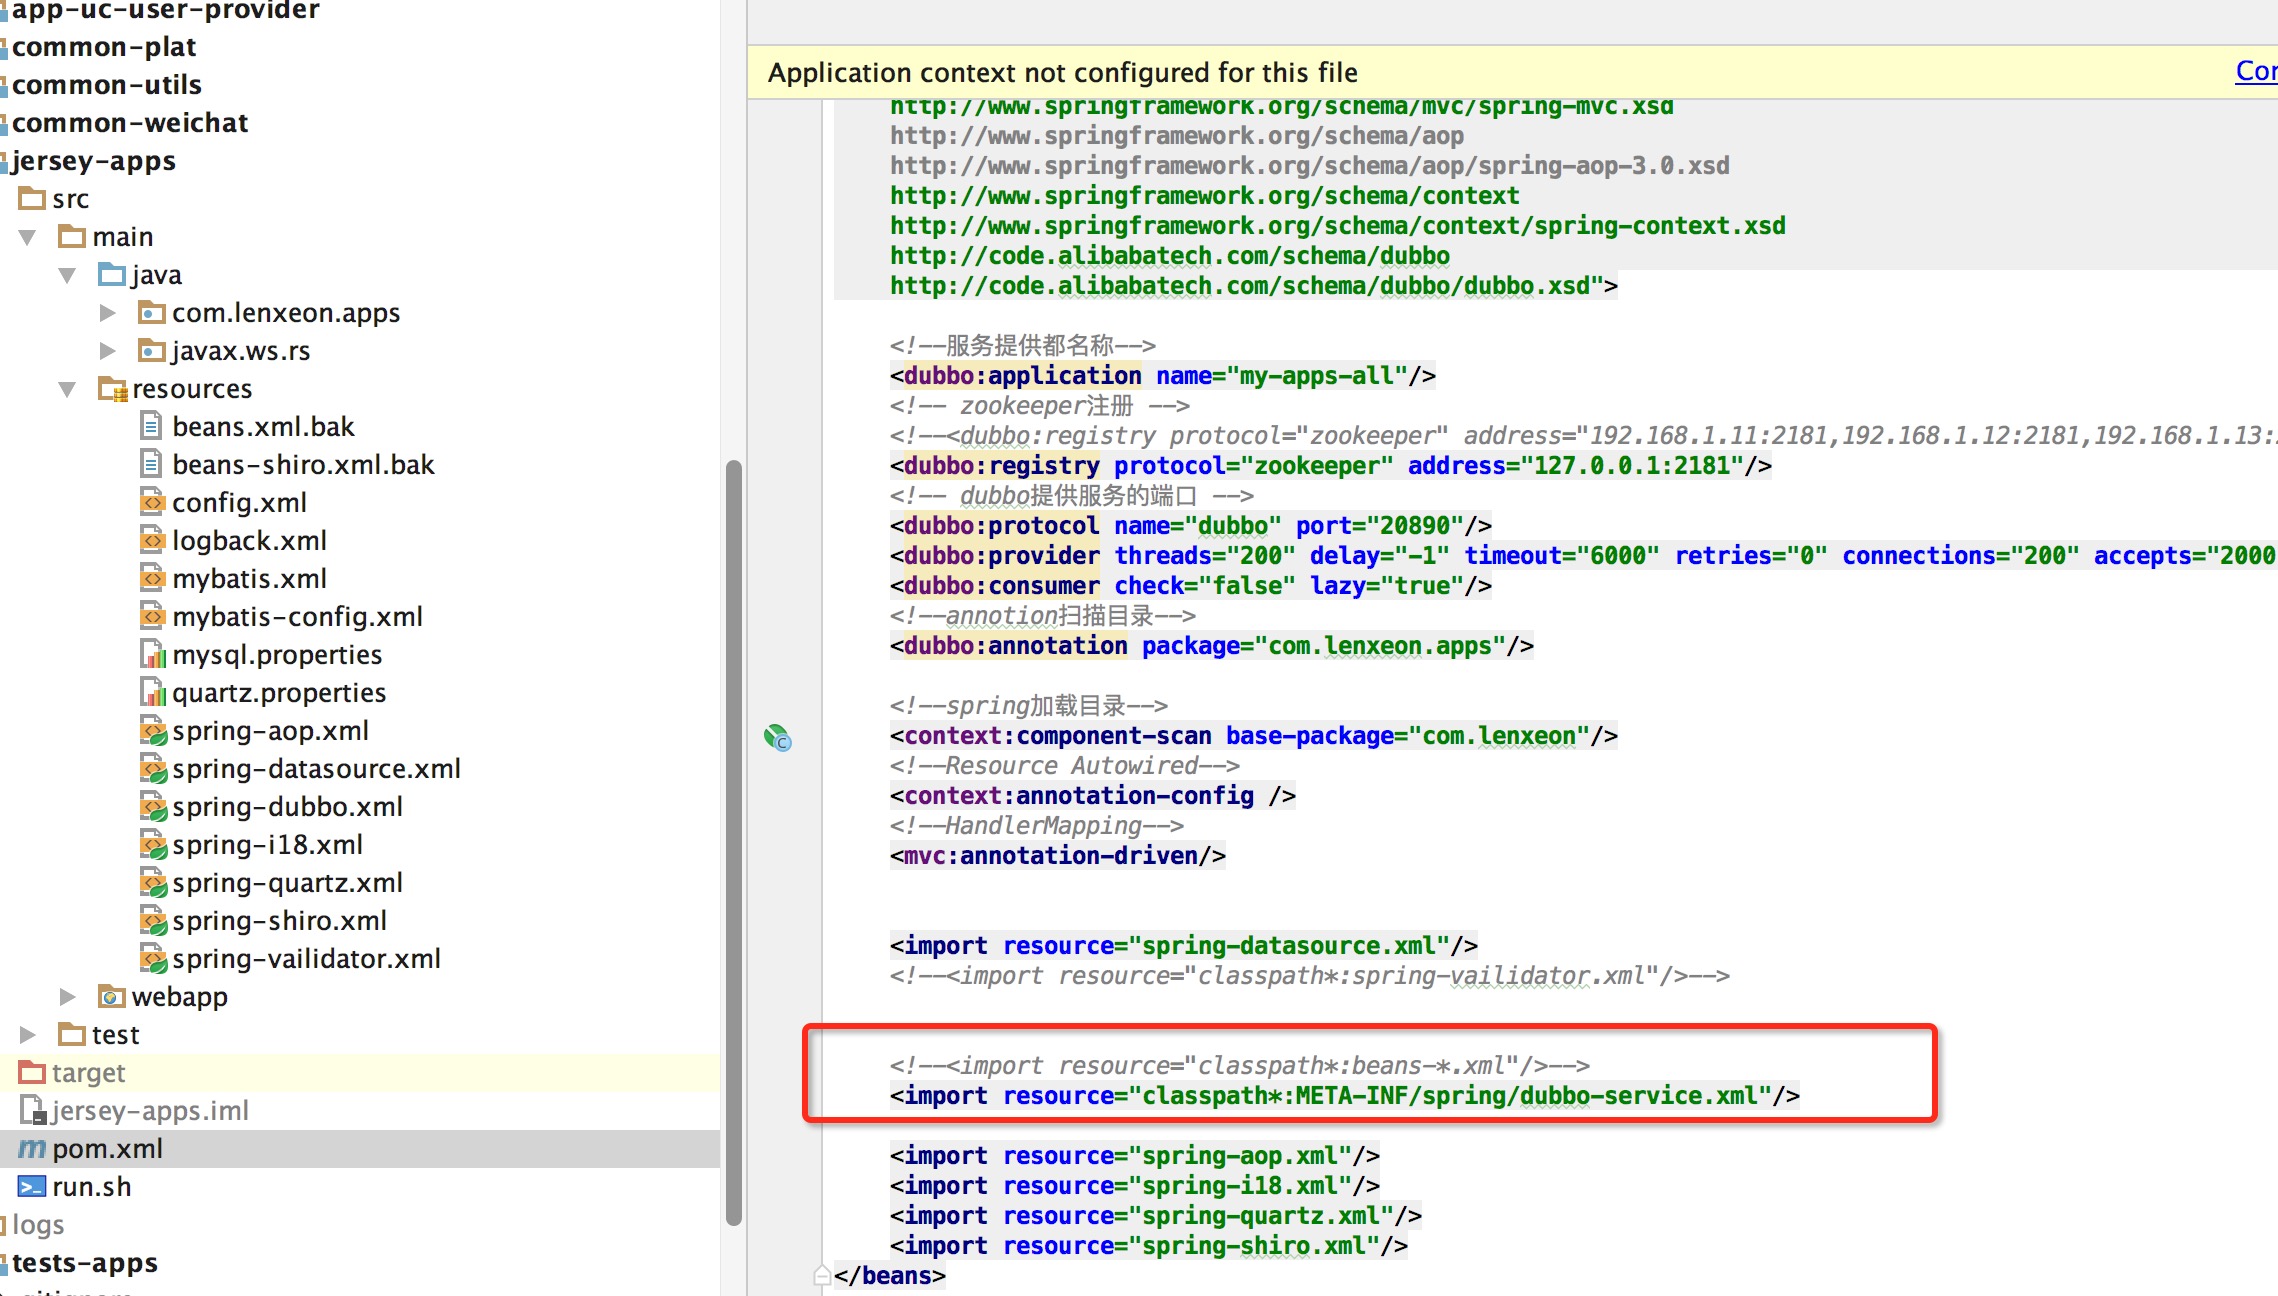 app-uc-user-provider
common-plat
common-utils
common-weichat
jersey-apps
src
main
java
com.lenxeon.apps
javax.ws.rs
resources
beans.xml.bak
beans-shiro.xml.bak
config.xml
logback.xml
mybatis.xml
mybatis-config.xml
mysql.properties
quartz.properties
spring-aop.xml
spring-datasource.xml
spring-dubbo.xml
spring-i18.xml
spring-quartz.xml
spring-shiro.xml
spring-vailidator.xml
webapp
test
target
jersey-apps.iml
pom.xml
run.sh
logs
tests-apps
Application context not configured for this file
http://www.springframework.org/schema/mvc/spring-mvc.xsd
http://www.springframework.org/schema/aop
http://www.springframework.org/schema/aop/spring-aop-3.0.xsd
http://www.springframework.org/schema/context
http://www.springframework.org/schema/context/spring-context.xsd
http://code.alibabatech.com/schema/dubbo
http://code.alibabatech.com/schema/dubbo/dubbo.xsd">
<!--服务提供都名称-->
<dubbo:application name="my-apps-all"/>
<!-- zookeeper注册 -->
<!--<dubbo:registry protocol="zookeeper" address="192.168.1.11:2181,192.168.1.12:2181,192.168.1.13:
<dubbo:registry protocol="zookeeper" address="127.0.0.1:2181"/>
<!-- dubbo提供服务的端口 -->
<dubbo:protocol name="dubbo" port="20890"/>
<dubbo:provider threads="200" delay="-1" timeout="6000" retries="0" connections="200" accepts="2000
<dubbo:consumer check="false" lazy="true"/>
<!--annotion扫描目录-->
<dubbo:annotation package="com.lenxeon.apps"/>
<!--spring加载目录-->
<context:component-scan base-package="com.lenxeon"/>
<!--Resource Autowired-->
<context:annotation-config />
<!--HandlerMapping-->
<mvc:annotation-driven/>
<import resource="spring-datasource.xml"/>
<!--<import resource="classpath*:spring-vailidator.xml"/>-->
<!--<import resource="classpath*:beans-*.xml"/>-->
<import resource="classpath*:META-INF/spring/dubbo-service.xml"/>
<import resource="spring-aop.xml"/>
<import resource="spring-i18.xml"/>
<import resource="spring-quartz.xml"/>
<import resource="spring-shiro.xml"/>
</beans>